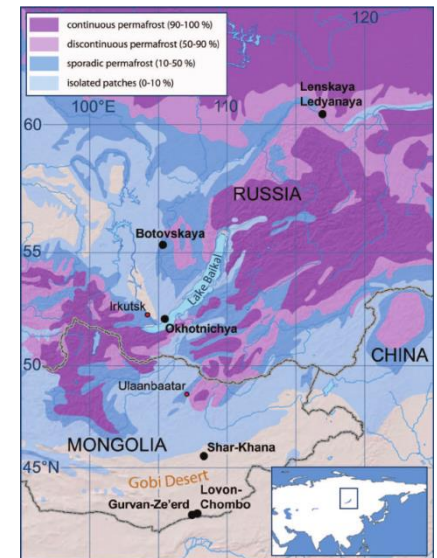 continuous permafrost (90-100 %)
discontinuous permafrost (50-90 %)
sporadic permafrost (10-50 %)
isolated patches (0-10 %)
120
100°E
110
Lenskaya
Ledyanaya
60
RUSSIA
Botovskaya
55
Lake Baikal
Irkutsk
Okhotnichya
50
CHINA
Ulaanbaatar
MONGOLIA
Shar-Khana
45°N
Gobi Desert
Lovon-
Gurvan-Ze'erd
Chombo